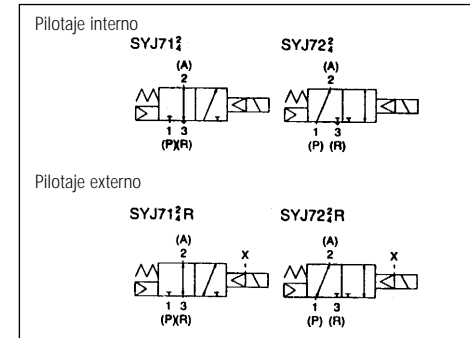 Pilotaje interno
SYJ71²₄ SYJ72²₄
(A) (A)
2 2
1 3 1 3
(P)(R) (P) (R)
Pilotaje externo
SYJ71²₄R SYJ72²₄R
(A) (A)
2 X 2 X
1 3 1 3
(P)(R) (P) (R)